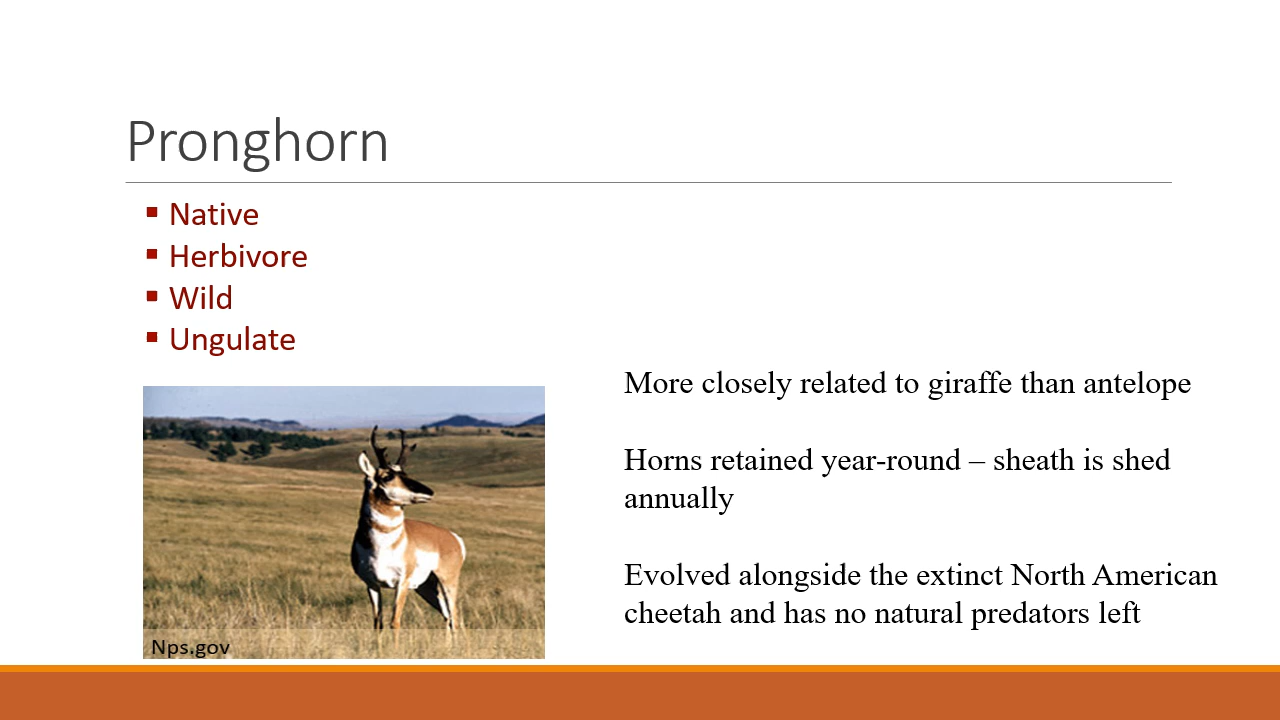 Pronghorn
▪ Native
▪ Herbivore
▪ Wild
▪ Ungulate
More closely related to giraffe than antelope
Horns retained year-round – sheath is shed
annually
Evolved alongside the extinct North American
cheetah and has no natural predators left
Nps.gov